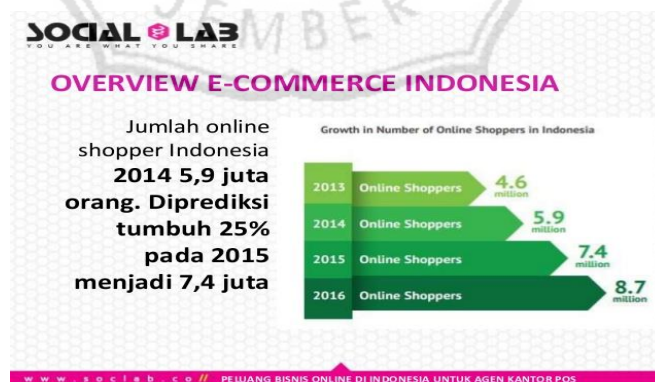 JEMBER
SOCIAL LAB
YOU ARE WHAT YOU SHARE
OVERVIEW E-COMMERCE INDONESIA
Jumlah online
shopper Indonesia
2014 5,9 juta
orang. Diprediksi
tumbuh 25%
pada 2015
menjadi 7,4 juta
Growth in Number of Online Shoppers in Indonesia
2013 Online Shoppers 4.6
million
2014 Online Shoppers 5.9
million
2015 Online Shoppers 7.4
million
2016 Online Shoppers 8.7
million
www.soclab.co // PELUANG BISNIS ONLINE DI INDONESIA UNTUK AGEN KANTOR POS